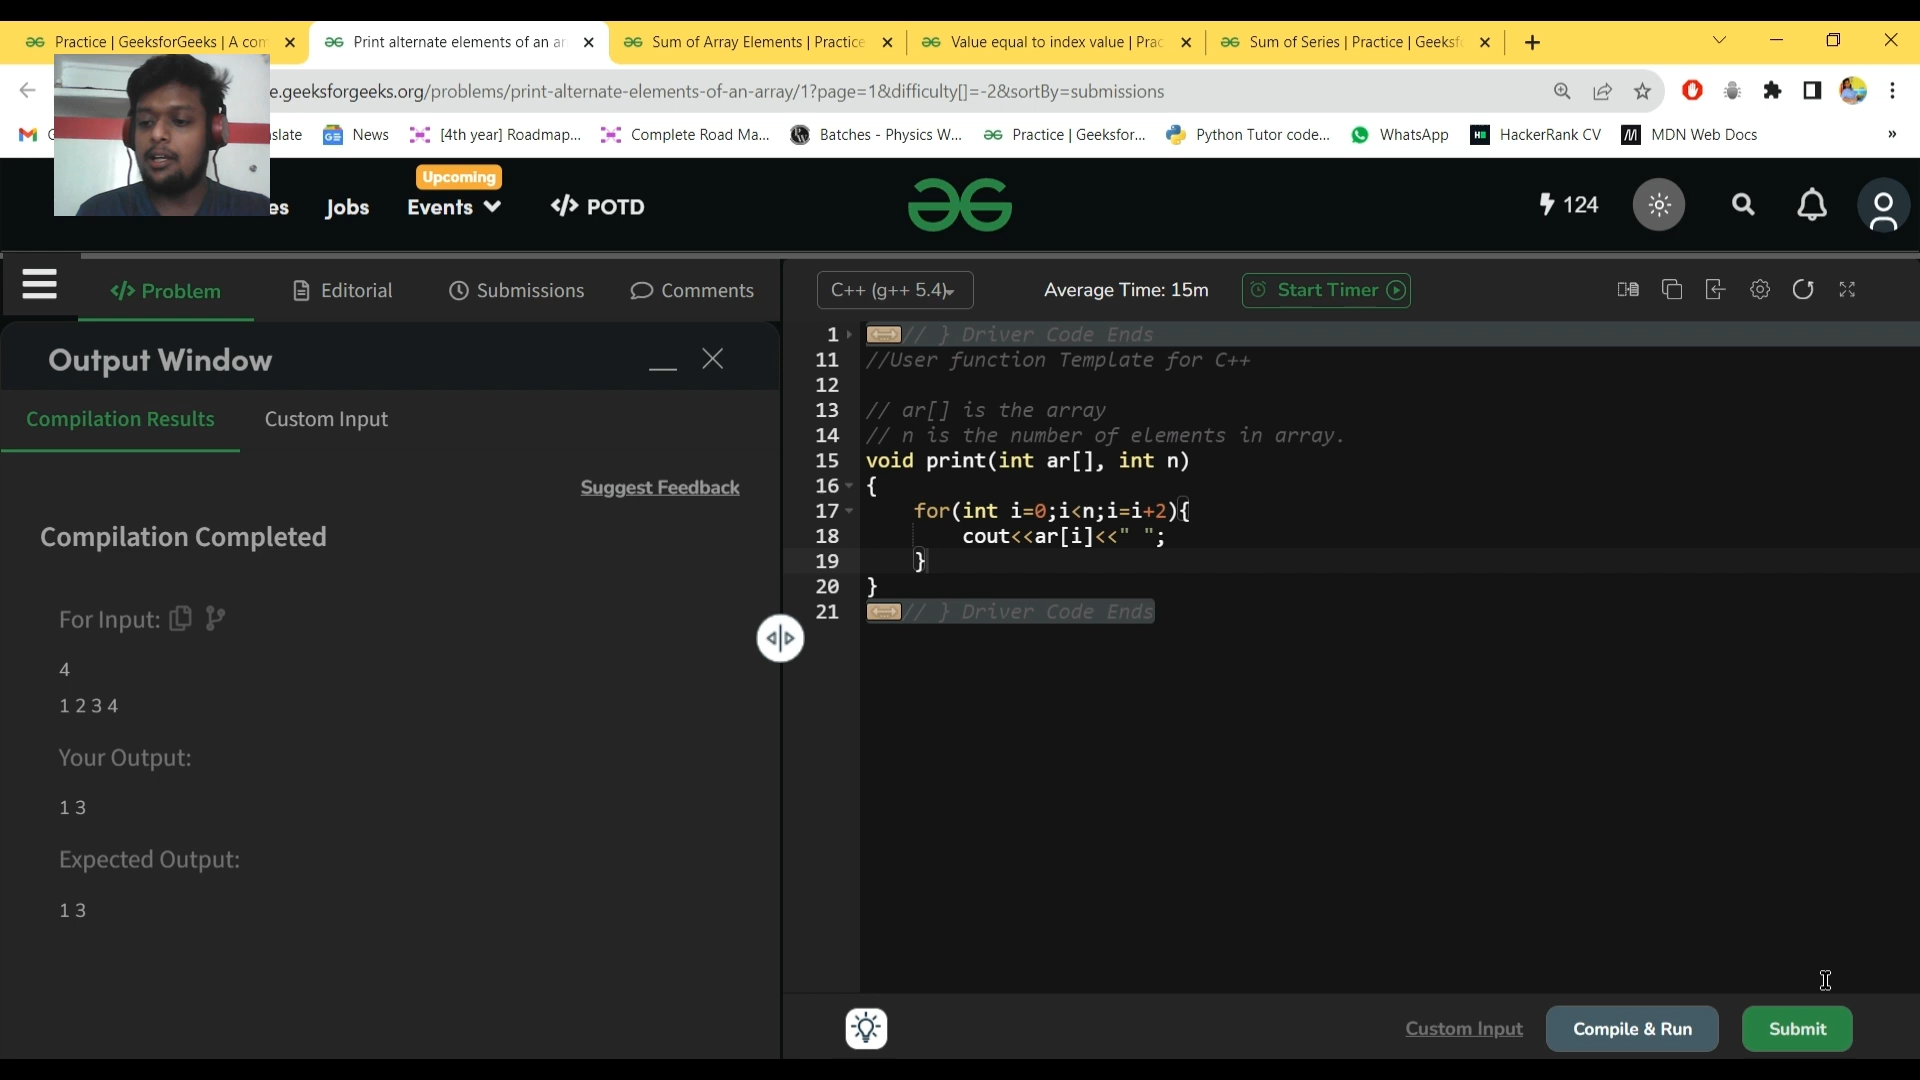 Practice | GeeksforGeeks | A com
Print alternate elements of an ar
Sum of Array Elements | Practice
Value equal to index value | Prac
Sum of Series | Practice | Geeksf
e.geeksforgeeks.org/problems/print-alternate-elements-of-an-array/1?page=1&difficulty[]=-2&sortBy=submissions
slate
News
[4th year] Roadmap...
Complete Road Ma...
Batches - Physics W...
Practice | Geeksfor...
Python Tutor code...
WhatsApp
HackerRank CV
MDN Web Docs
»
Upcoming
es
Jobs
Events
</> POTD
124
</> Problem
Editorial
Submissions
Comments
C++ (g++ 5.4)
Average Time: 15m
Start Timer
Output Window
Compilation Results
Custom Input
Suggest Feedback
Compilation Completed
For Input:
4
1 2 3 4
Your Output:
1 3
Expected Output:
1 3
1 // } Driver Code Ends
11 //User function Template for C++
12
13 // ar[] is the array
14 // n is the number of elements in array.
15 void print(int ar[], int n)
16 {
17 for(int i=0;i<n;i=i+2){
18 cout<<ar[i]<<" ";
19 }
20 }
21 // } Driver Code Ends
Custom Input
Compile & Run
Submit